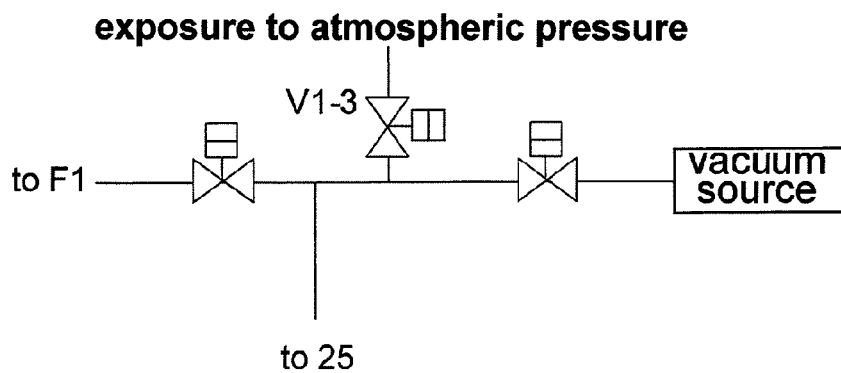 exposure to atmospheric pressure
V1-3
to F1
vacuum
source
to 25